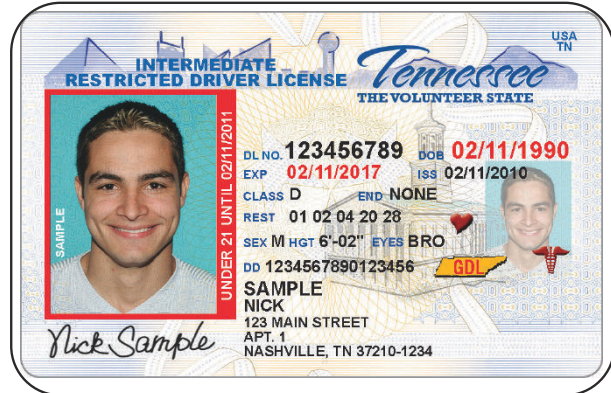 USA
TN
INTERMEDIATE
RESTRICTED DRIVER LICENSE
Tennessee
THE VOLUNTEER STATE
SAMPLE
UNDER 21 UNTIL 02/11/2011
DL NO. 123456789 DOB 02/11/1990
EXP 02/11/2017 ISS 02/11/2010
CLASS D END NONE
REST 01 02 04 20 28
SEX M HGT 6'-02" EYES BRO
DD 1234567890123456 GDL
SAMPLE
NICK
123 MAIN STREET
APT. 1
NASHVILLE, TN 37210-1234
Nick Sample